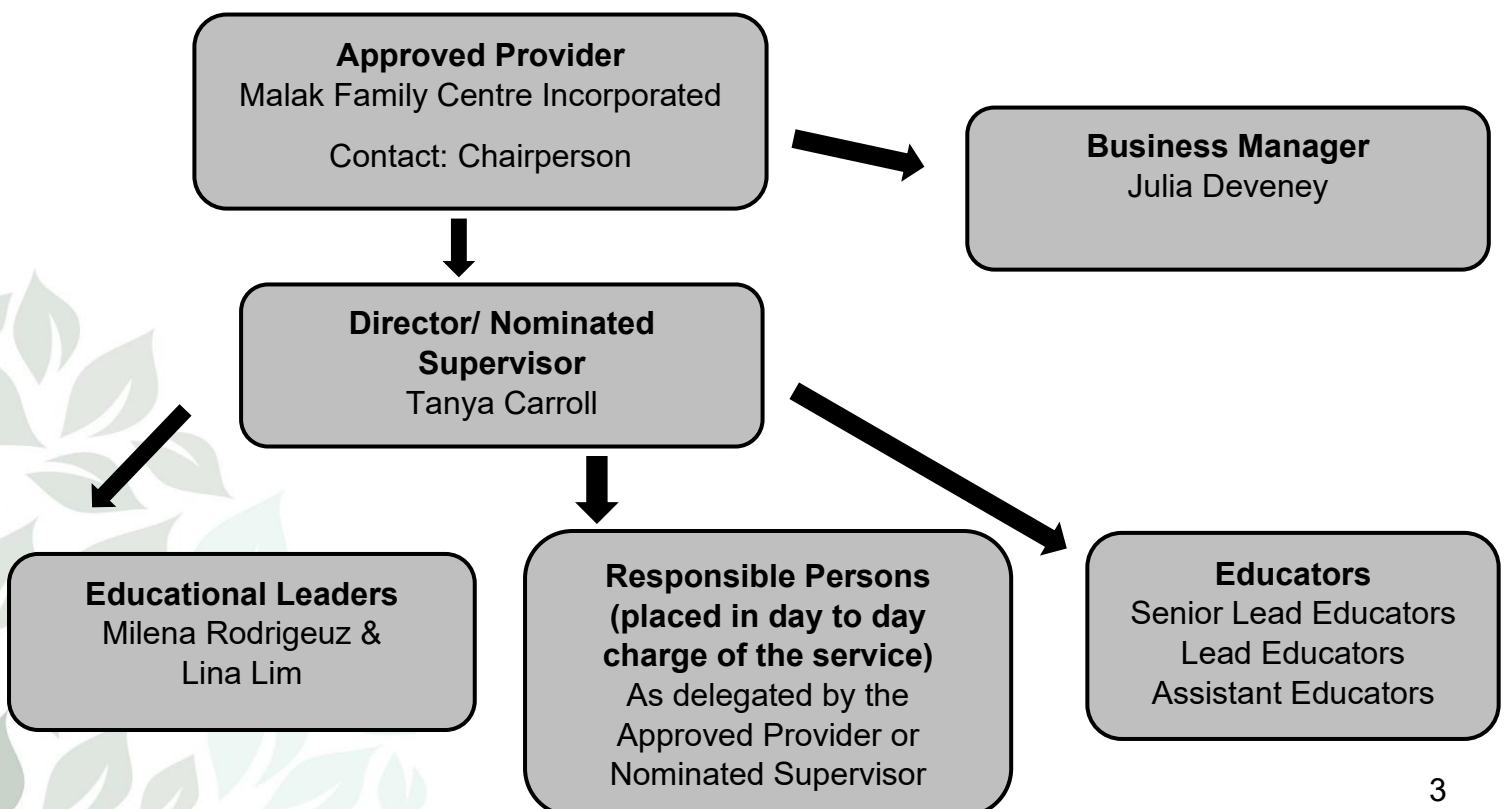 Approved Provider
Malak Family Centre Incorporated
Contact: Chairperson
Business Manager
Julia Deveney
Director/ Nominated
Supervisor
Tanya Carroll
Educational Leaders
Milena Rodrigeuz &
Lina Lim
Responsible Persons
(placed in day to day
charge of the service)
As delegated by the
Approved Provider or
Nominated Supervisor
Educators
Senior Lead Educators
Lead Educators
Assistant Educators
3